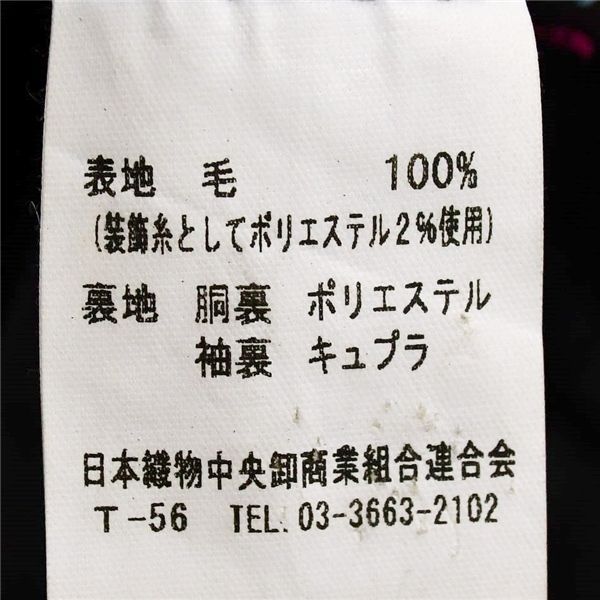 表地 毛 100%
(装飾糸としてポリエステル2%使用)
裏地 胴裏 ポリエステル
袖裏 キュプラ
日本織物中央卸商業組合連合会
T-56 TEL.03-3663-2102